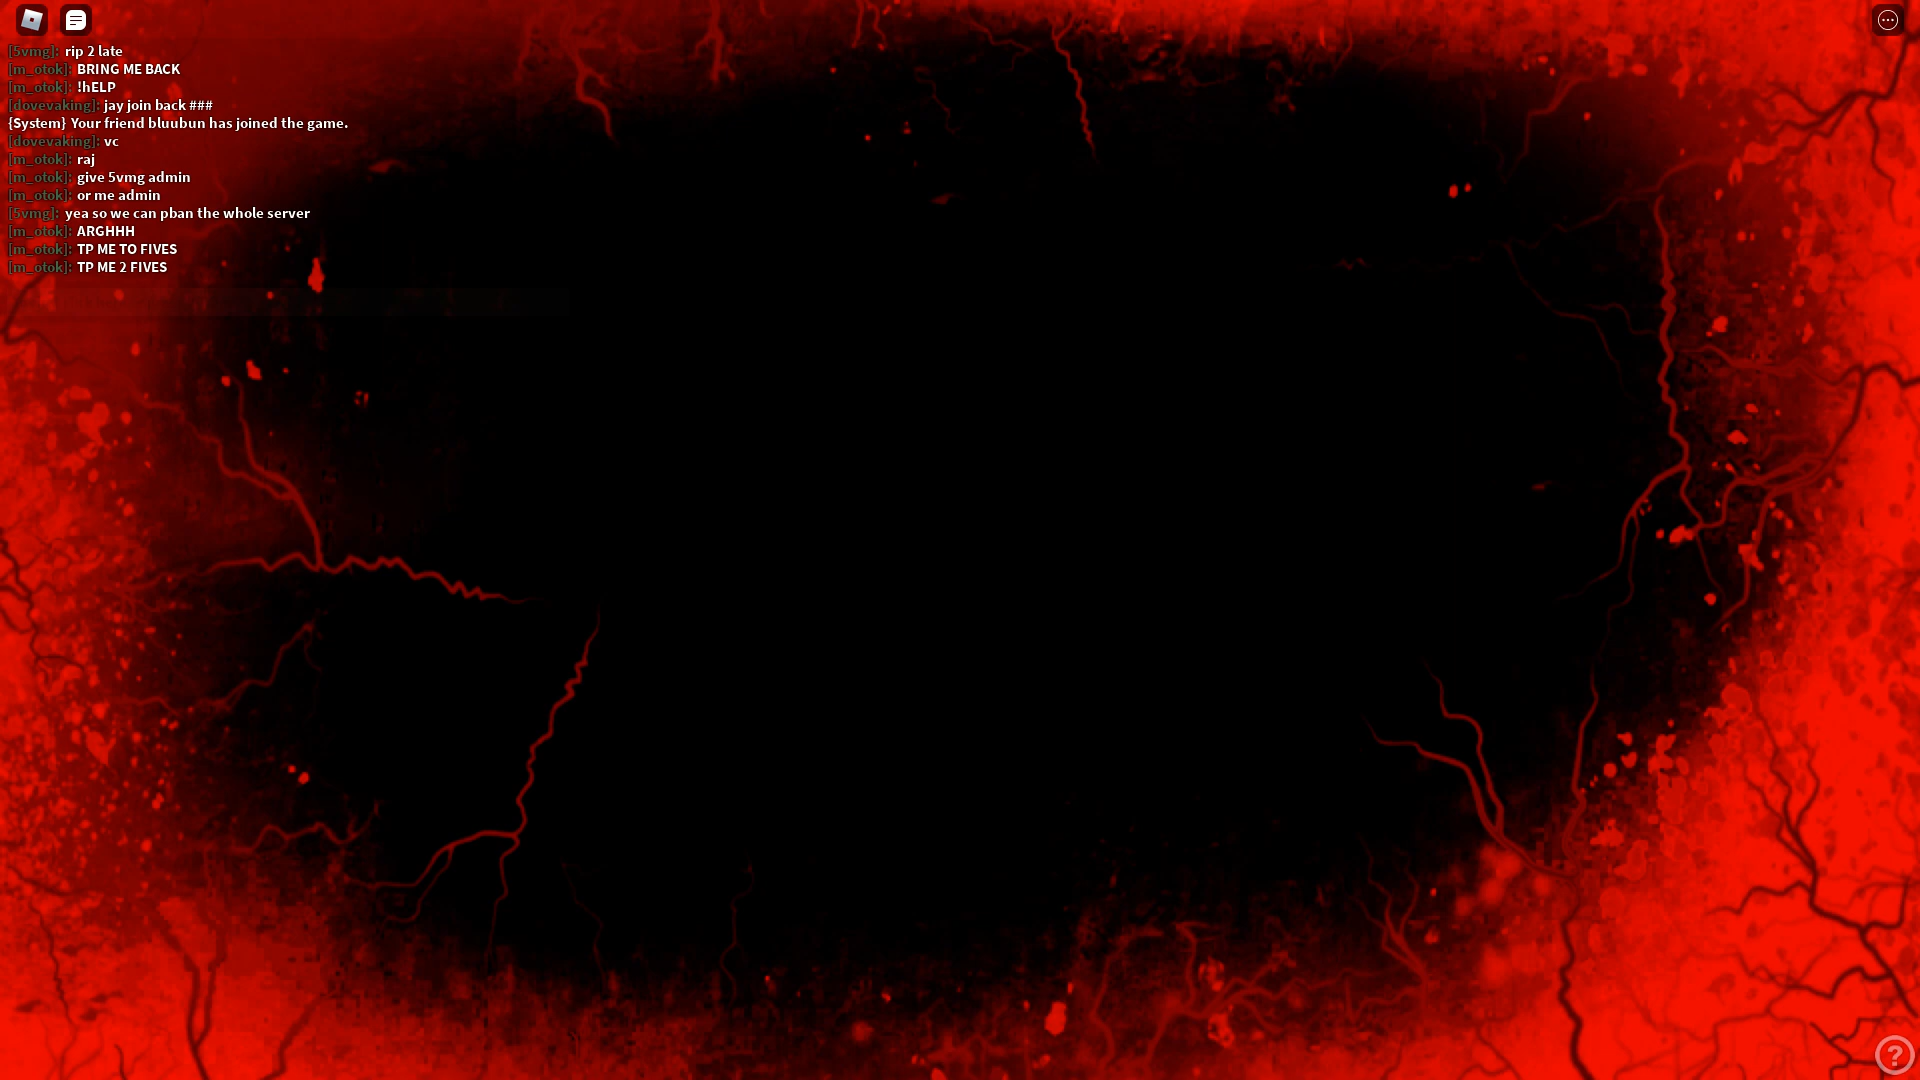 [5vmg]: rip 2 late
[m_otok]: BRING ME BACK
[m_otok]: !hELP
[dovevaking]: jay join back ###
{System} Your friend bluubun has joined the game.
[dovevaking]: vc
[m_otok]: raj
[m_otok]: give 5vmg admin
[m_otok]: or me admin
[5vmg]: yea so we can pban the whole server
[m_otok]: ARGHHH
[m_otok]: TP ME TO FIVES
[m_otok]: TP ME 2 FIVES
?